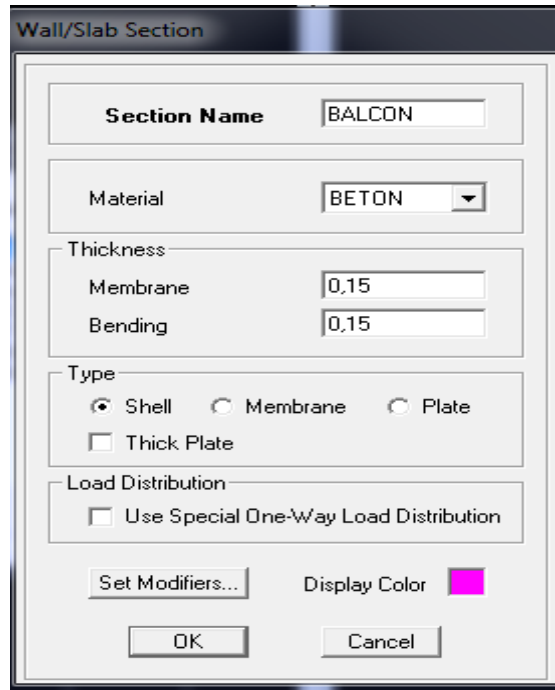 Wall/Slab Section
Section Name BALCON
Material BETON
Thickness
Membrane 0,15
Bending 0,15
Type
Shell Membrane Plate
Thick Plate
Load Distribution
Use Special One-Way Load Distribution
Set Modifiers... Display Color
OK Cancel